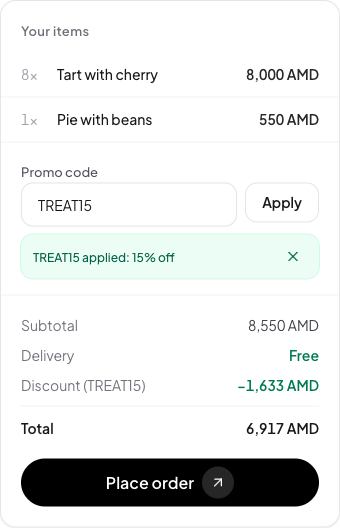 Your items
8× Tart with cherry 8,000 AMD
1× Pie with beans 550 AMD
Promo code
TREAT15 Apply
TREAT15 applied: 15% off
Subtotal 8,550 AMD
Delivery Free
Discount (TREAT15) −1,633 AMD
Total 6,917 AMD
Place order